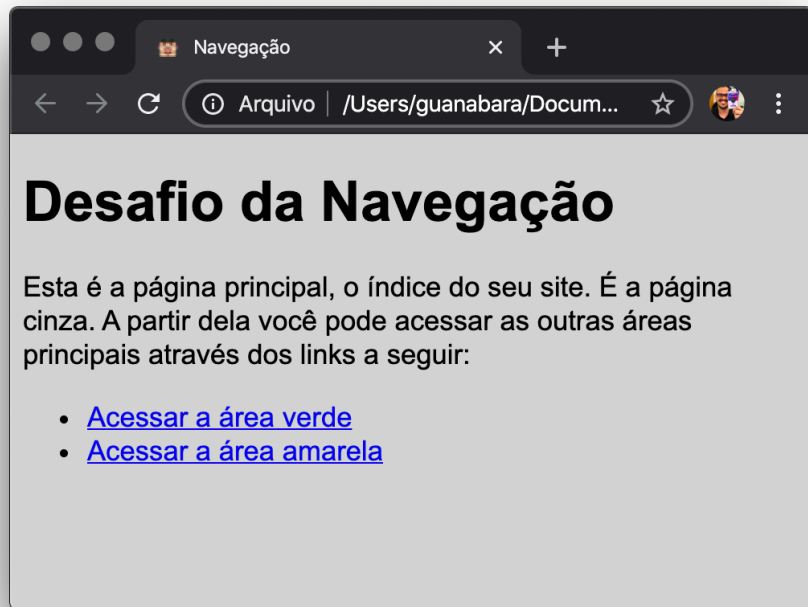 Navegação
Arquivo /Users/guanabara/Docum...
Desafio da Navegação
Esta é a página principal, o índice do seu site. É a página
cinza. A partir dela você pode acessar as outras áreas
principais através dos links a seguir:
Acessar a área verde
Acessar a área amarela